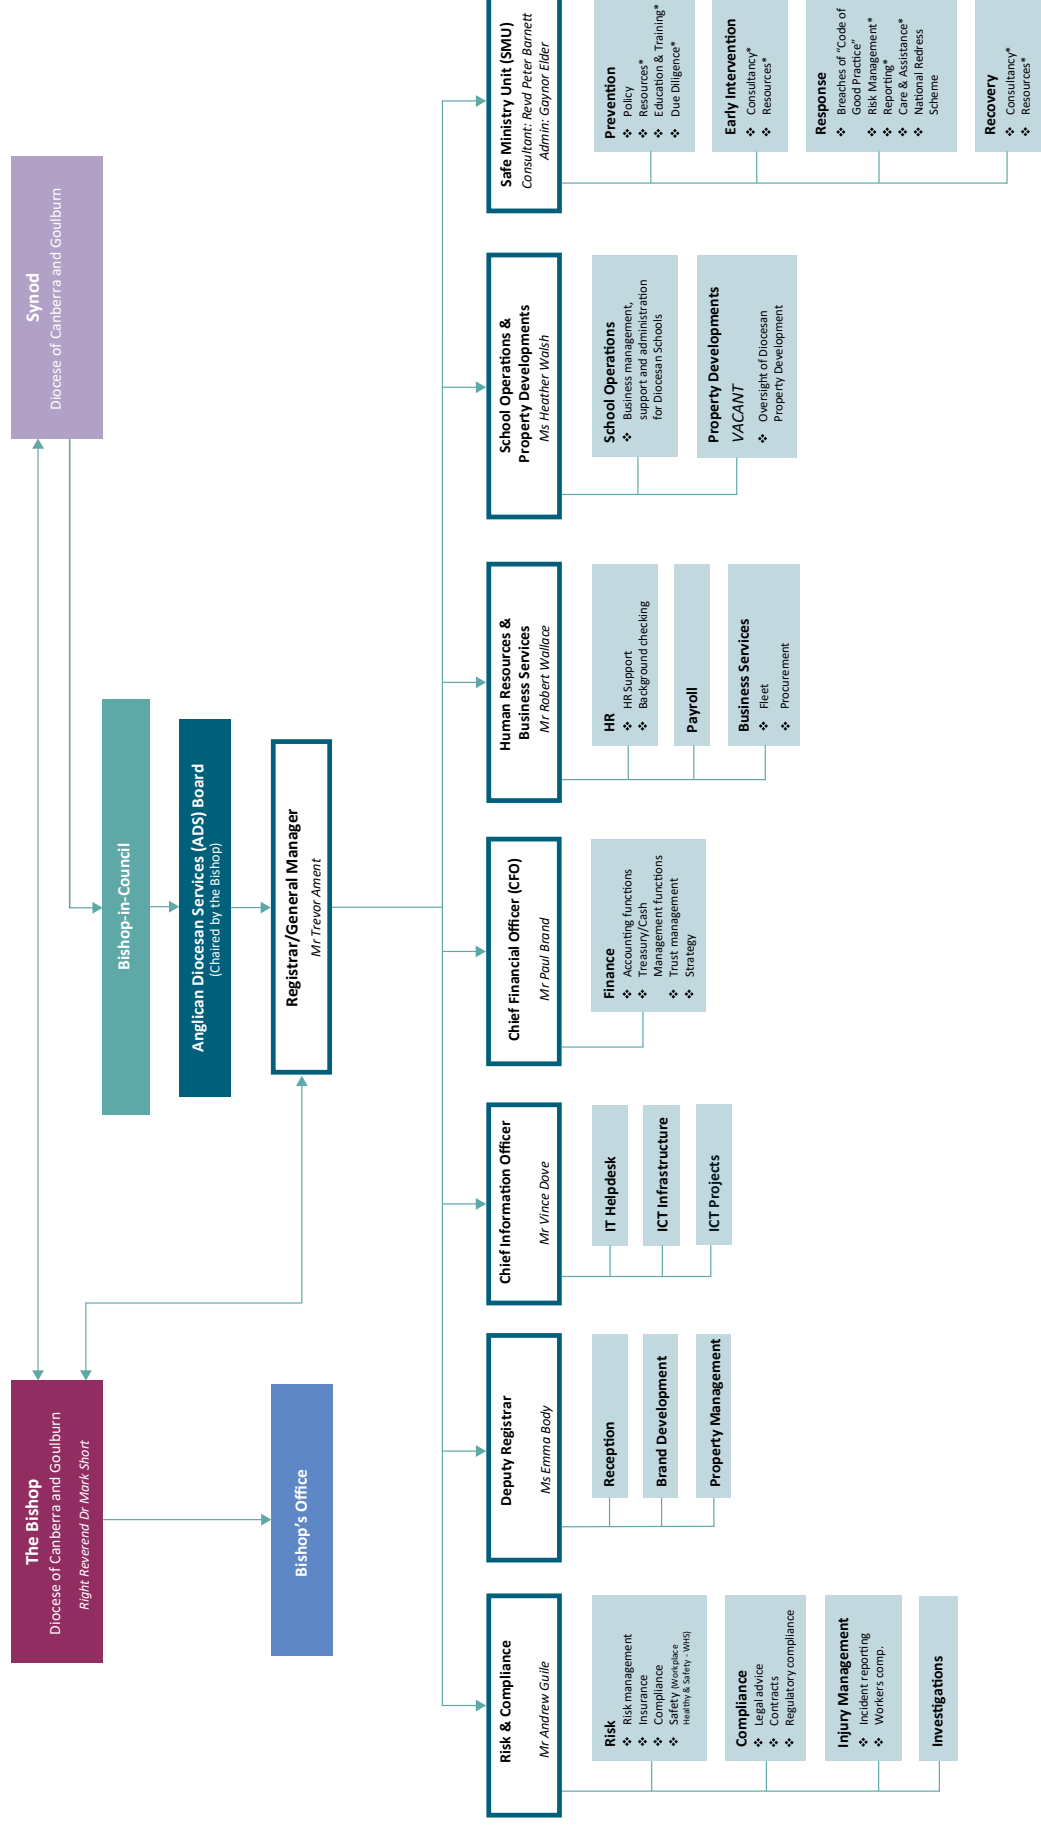 The Bishop
Diocese of Canberra and Goulburn
Right Reverend Dr Mark Short
Synod
Diocese of Canberra and Goulburn
Bishop-in-Council
Anglican Diocesan Services (ADS) Board
(Chaired by the Bishop)
Bishop's Office
Registrar/General Manager
Mr Trevor Ament
Risk & Compliance
Mr Andrew Guile
Risk
❖ Risk management
❖ Insurance
❖ Compliance
❖ Safety (Workplace
Healthy & Safety - WHS)
Compliance
❖ Legal advice
❖ Contracts
❖ Regulatory compliance
Injury Management
❖ Incident reporting
❖ Workers comp.
Investigations
Deputy Registrar
Ms Emma Body
Reception
Brand Development
Property Management
Chief Information Officer
Mr Vince Dove
IT Helpdesk
ICT Infrastructure
ICT Projects
Chief Financial Officer (CFO)
Mr Paul Brand
Finance
❖ Accounting functions
❖ Treasury/Cash
Management functions
❖ Trust management
❖ Strategy
Human Resources &
Business Services
Mr Robert Wallace
HR
❖ HR Support
❖ Background checking
Payroll
Business Services
❖ Fleet
❖ Procurement
School Operations &
Property Developments
Ms Heather Walsh
School Operations
❖ Business management,
support and administration
for Diocesan Schools
Property Developments
VACANT
❖ Oversight of Diocesan
Property Development
Safe Ministry Unit (SMU)
Consultant: Revd Peter Barnett
Admin: Gaynor Elder
Prevention
❖ Policy
❖ Resources*
❖ Education & Training*
❖ Due Diligence*
Early Intervention
❖ Consultancy*
❖ Resources*
Response
❖ Breaches of "Code of
Good Practice"
❖ Risk Management*
❖ Reporting*
❖ Care & Assistance*
❖ National Redress
Scheme
Recovery
❖ Consultancy*
❖ Resources*